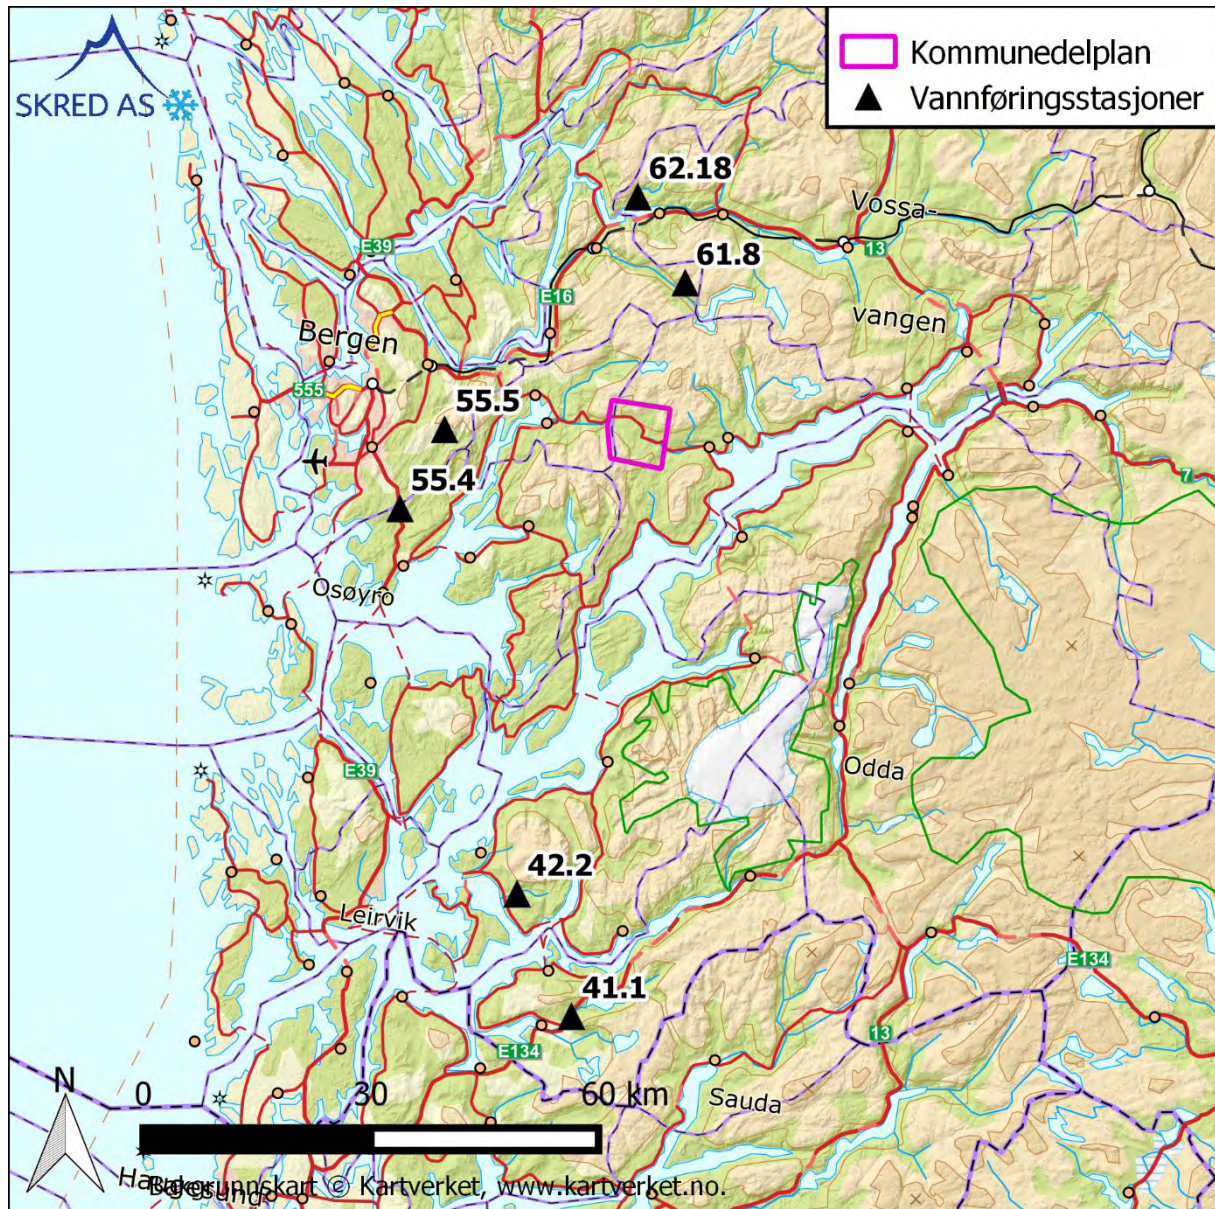 SKRED AS
Kommunedelplan
Vannføringsstasjoner
62.18
Vossa-
vangen
13
E39
61.8
E16
Bergen
555
55.5
55.4
7
Osøyro
E39
Odda
42.2
Leirvik
41.1
E134
E134
13
Sauda
N
0
30
60 km
Haugesund
Bakgrunnskart © Kartverket, www.kartverket.no.